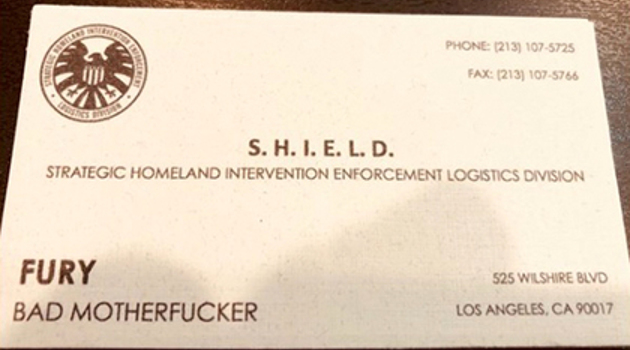 STRATEGIC HOMELAND INTERVENTION ENFORCEMENT
LOGISTICS DIVISION
PHONE: (213) 107-5725
FAX: (213) 107-5766
S. H. I. E. L. D.
STRATEGIC HOMELAND INTERVENTION ENFORCEMENT LOGISTICS DIVISION
FURY
BAD MOTHERFUCKER
525 WILSHIRE BLVD
LOS ANGELES, CA 90017